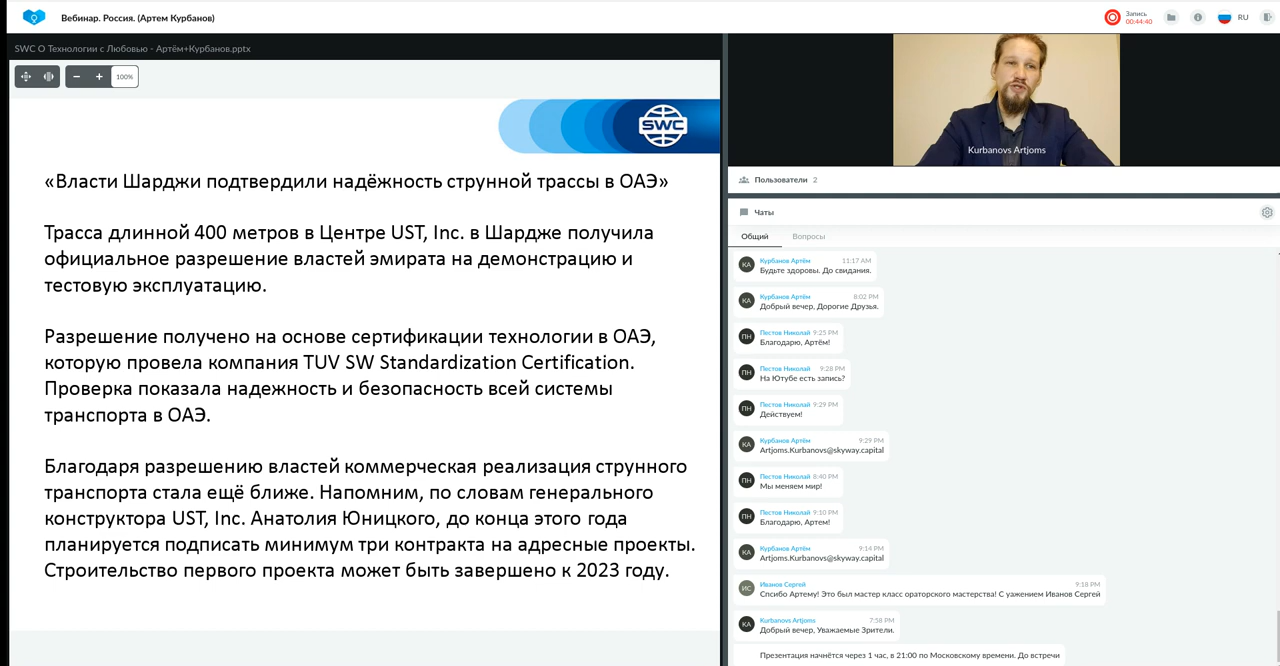 Вебинар. Россия. (Артем Курбанов)
Запись
00:44:40
RU
SWC О Технологии с Любовью - Артём+Курбанов.pptx
100%
SWC
«Власти Шарджи подтвердили надёжность струнной трассы в ОАЭ»
Трасса длинной 400 метров в Центре UST, Inc. в Шардже получила
официальное разрешение властей эмирата на демонстрацию и
тестовую эксплуатацию.
Разрешение получено на основе сертификации технологии в ОАЭ,
которую провела компания TUV SW Standardization Certification.
Проверка показала надежность и безопасность всей системы
транспорта в ОАЭ.
Благодаря разрешению властей коммерческая реализация струнного
транспорта стала ещё ближе. Напомним, по словам генерального
конструктора UST, Inc. Анатолия Юницкого, до конца этого года
планируется подписать минимум три контракта на адресные проекты.
Строительство первого проекта может быть завершено к 2023 году.
Kurbanovs Artjoms
Пользователи 2
Чаты
Общий Вопросы
КА Курбанов Артём 11:17 AM
Будьте здоровы. До свидания.
КА Курбанов Артём 8:02 PM
Добрый вечер, Дорогие Друзья.
ПН Пестов Николай 9:25 PM
Благодарю, Артём!
ПН Пестов Николай 9:28 PM
На Ютубе есть запись?
ПН Пестов Николай 9:29 PM
Действуем!
КА Курбанов Артём 9:29 PM
Artjoms.Kurbanovs@skyway.capital
ПН Пестов Николай 8:40 PM
Мы меняем мир!
ПН Пестов Николай 9:10 PM
Благодарю, Артем!
КА Курбанов Артём 9:14 PM
Artjoms.Kurbanovs@skyway.capital
ИС Иванов Сергей 9:18 PM
Спсибо Артему! Это был мастер класс ораторского мастерства! С уажением Иванов Сергей
КА Kurbanovs Artjoms 7:58 PM
Добрый вечер, Уважаемые Зрители.
Презентация начнётся через 1 час, в 21:00 по Московскому времени. До встречи